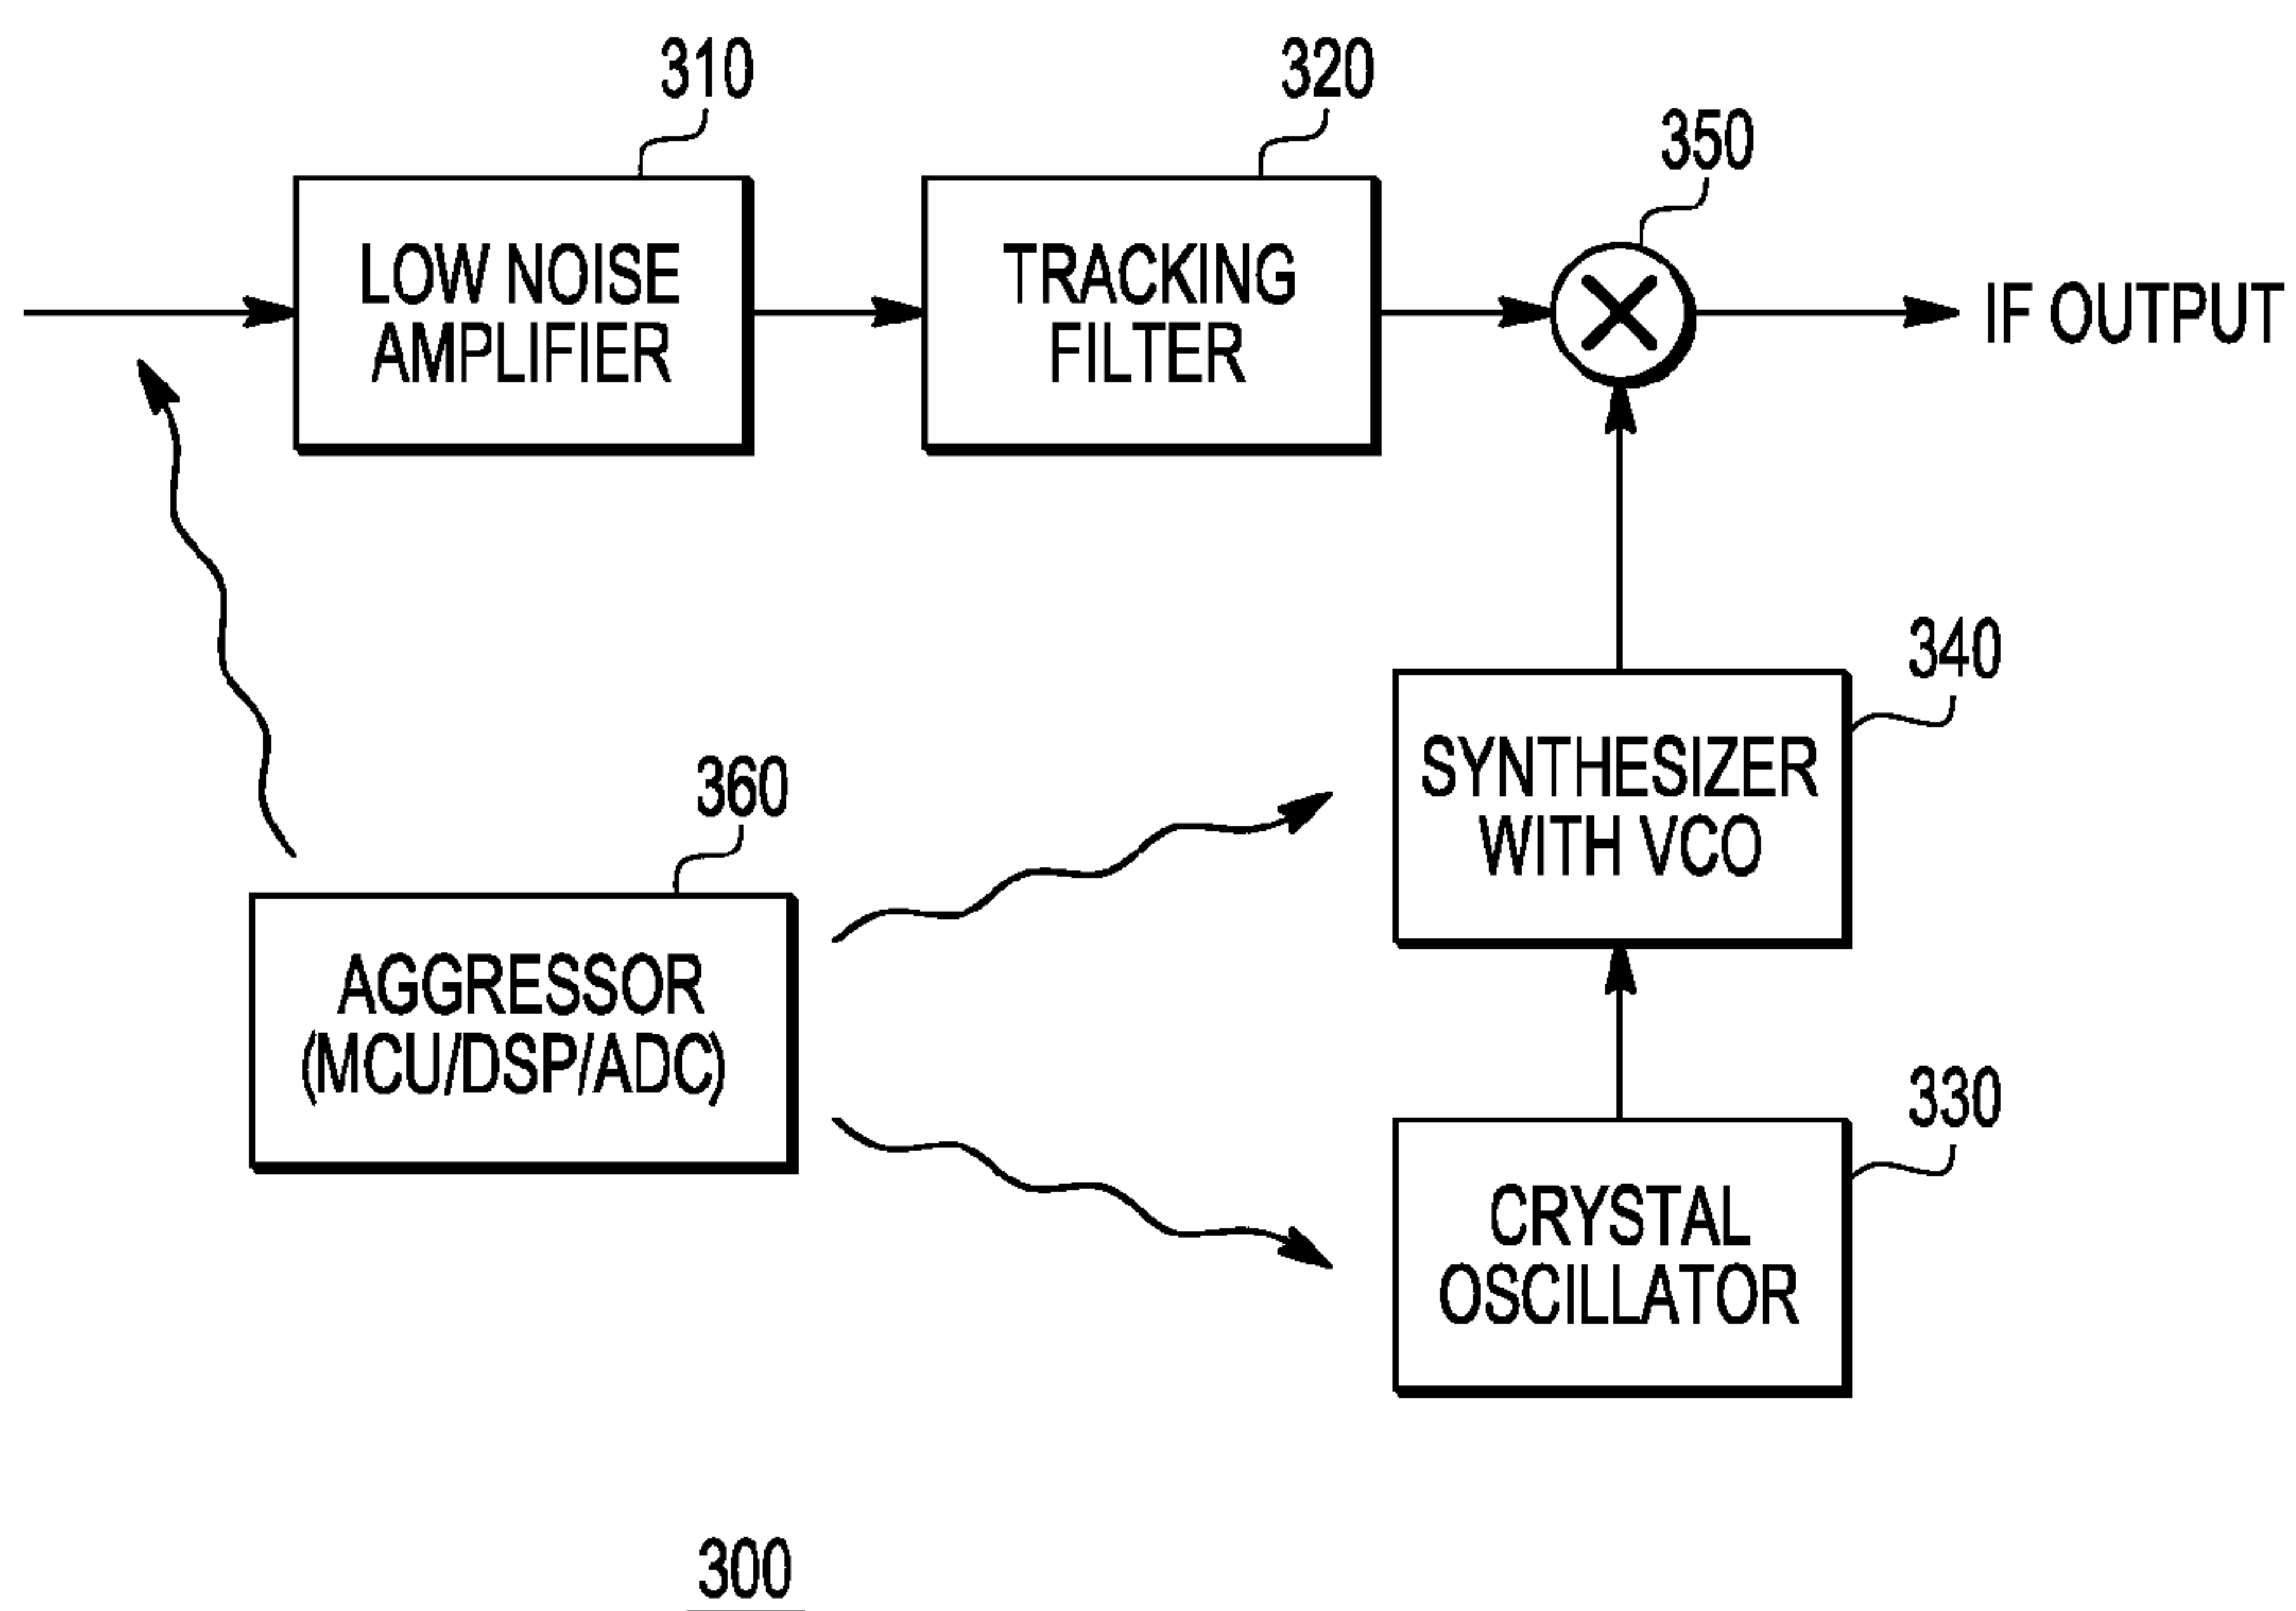 310
320
350
LOW NOISE
AMPLIFIER
TRACKING
FILTER
IF OUTPUT
340
SYNTHESIZER
WITH VCO
360
AGGRESSOR
(MCU/DSP/ADC)
330
CRYSTAL
OSCILLATOR
300